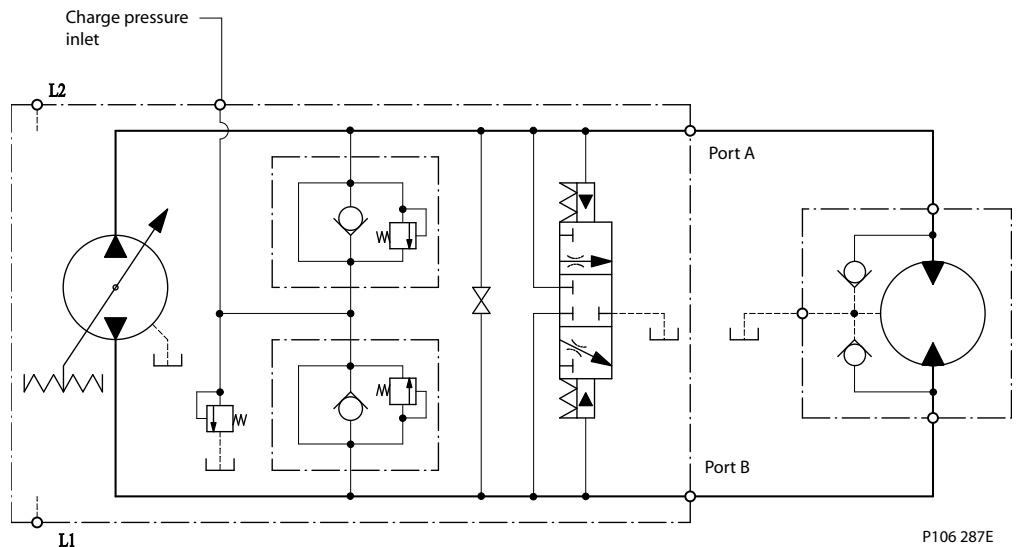 Charge pressure
inlet
L2
Port A
Port B
L1
P106 287E